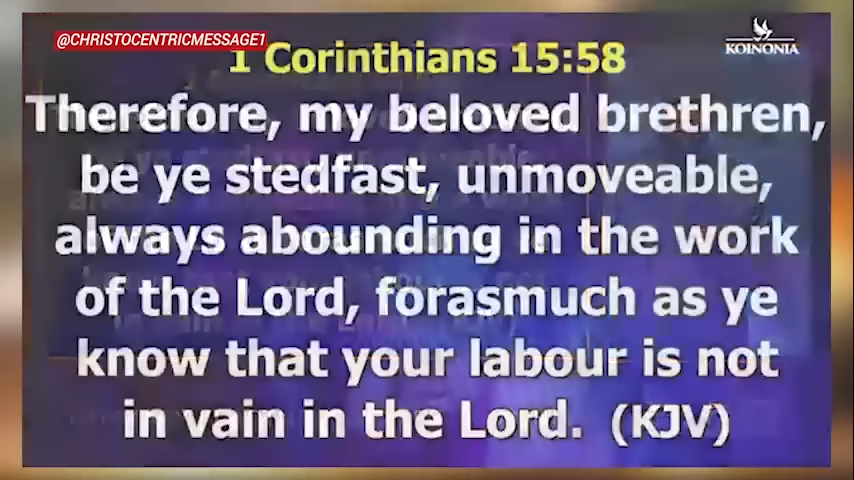 @CHRISTOCENTRICMESSAGE1
KOINONIA
1 Corinthians 15:58
Therefore, my beloved brethren,
be ye stedfast, unmoveable,
always abounding in the work
of the Lord, forasmuch as ye
know that your labour is not
in vain in the Lord. (KJV)